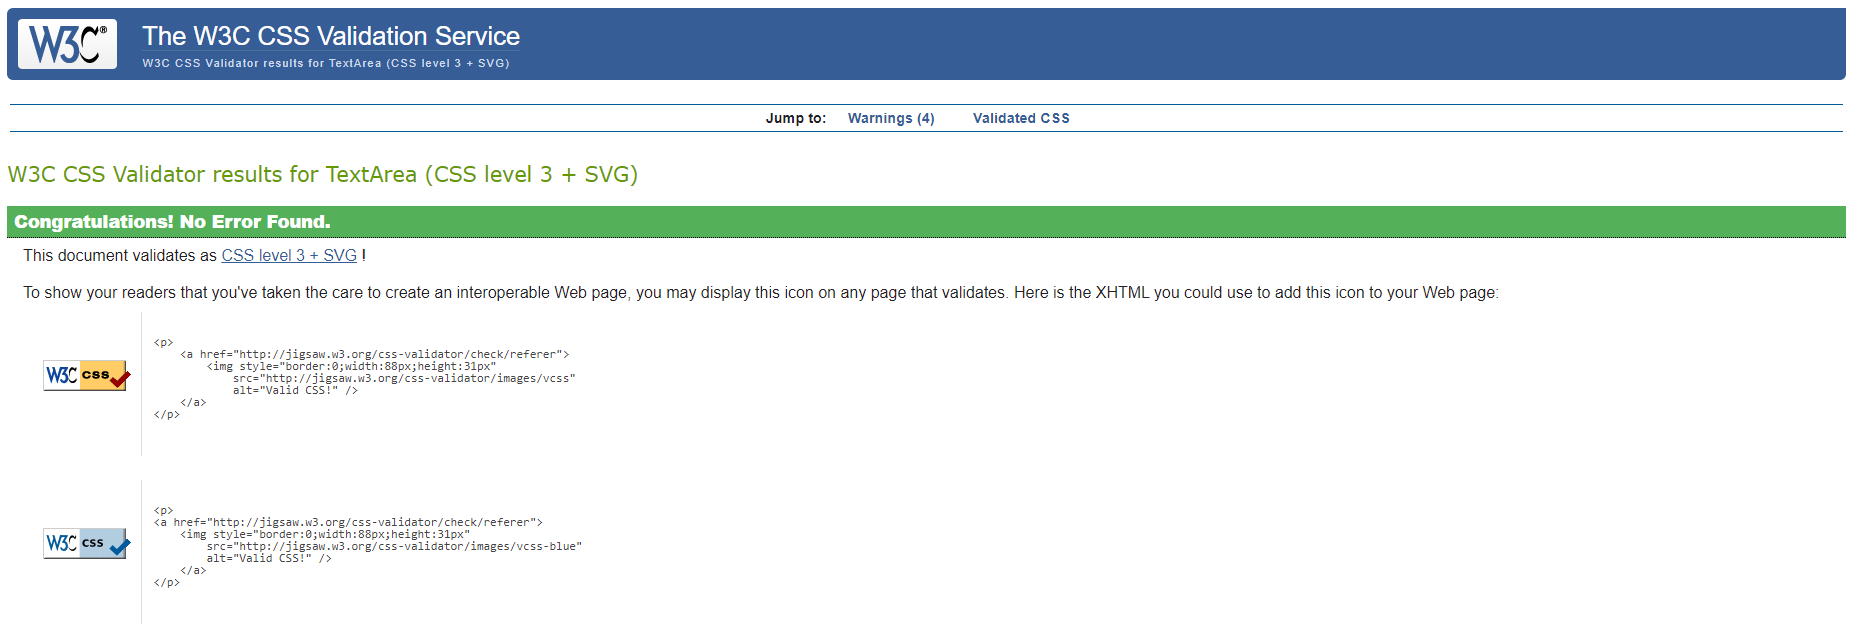 W3C® The W3C CSS Validation Service
W3C CSS Validator results for TextArea (CSS level 3 + SVG)
Jump to: Warnings (4) Validated CSS
W3C CSS Validator results for TextArea (CSS level 3 + SVG)
Congratulations! No Error Found.
This document validates as CSS level 3 + SVG !
To show your readers that you've taken the care to create an interoperable Web page, you may display this icon on any page that validates. Here is the XHTML you could use to add this icon to your Web page:
W3C CSS
<p>
    <a href="http://jigsaw.w3.org/css-validator/check/referer">
        <img style="border:0;width:88px;height:31px"
            src="http://jigsaw.w3.org/css-validator/images/vcss"
            alt="Valid CSS!" />
    </a>
</p>
W3C CSS
<p>
<a href="http://jigsaw.w3.org/css-validator/check/referer">
    <img style="border:0;width:88px;height:31px"
        src="http://jigsaw.w3.org/css-validator/images/vcss-blue"
        alt="Valid CSS!" />
    </a>
</p>